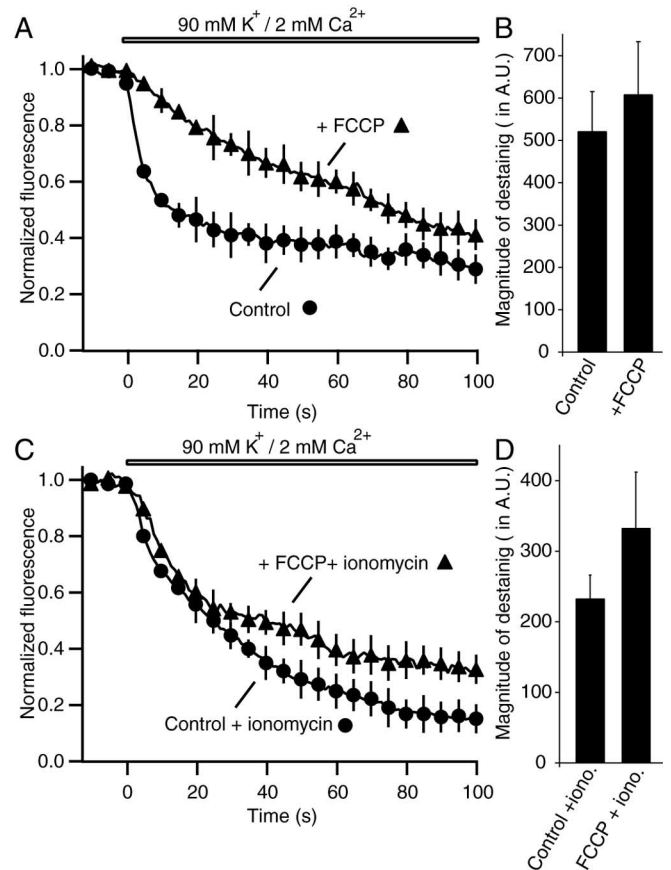 A
90 mM K+ / 2 mM Ca2+
Normalized fluorescence
1.0
0.8
0.6
0.4
0.2
0.0
+ FCCP
Control
0
20
40
60
80
100
Time (s)
B
Magnitude of destainig ( in A.U.)
700
600
500
400
300
200
100
0
Control
+FCCP
C
90 mM K+ / 2 mM Ca2+
Normalized fluorescence
1.0
0.8
0.6
0.4
0.2
0.0
+ FCCP+ ionomycin
Control + ionomycin
0
20
40
60
80
100
Time (s)
D
Magnitude of destainig ( in A.U.)
400
300
200
100
0
Control +iono.
FCCP + iono.